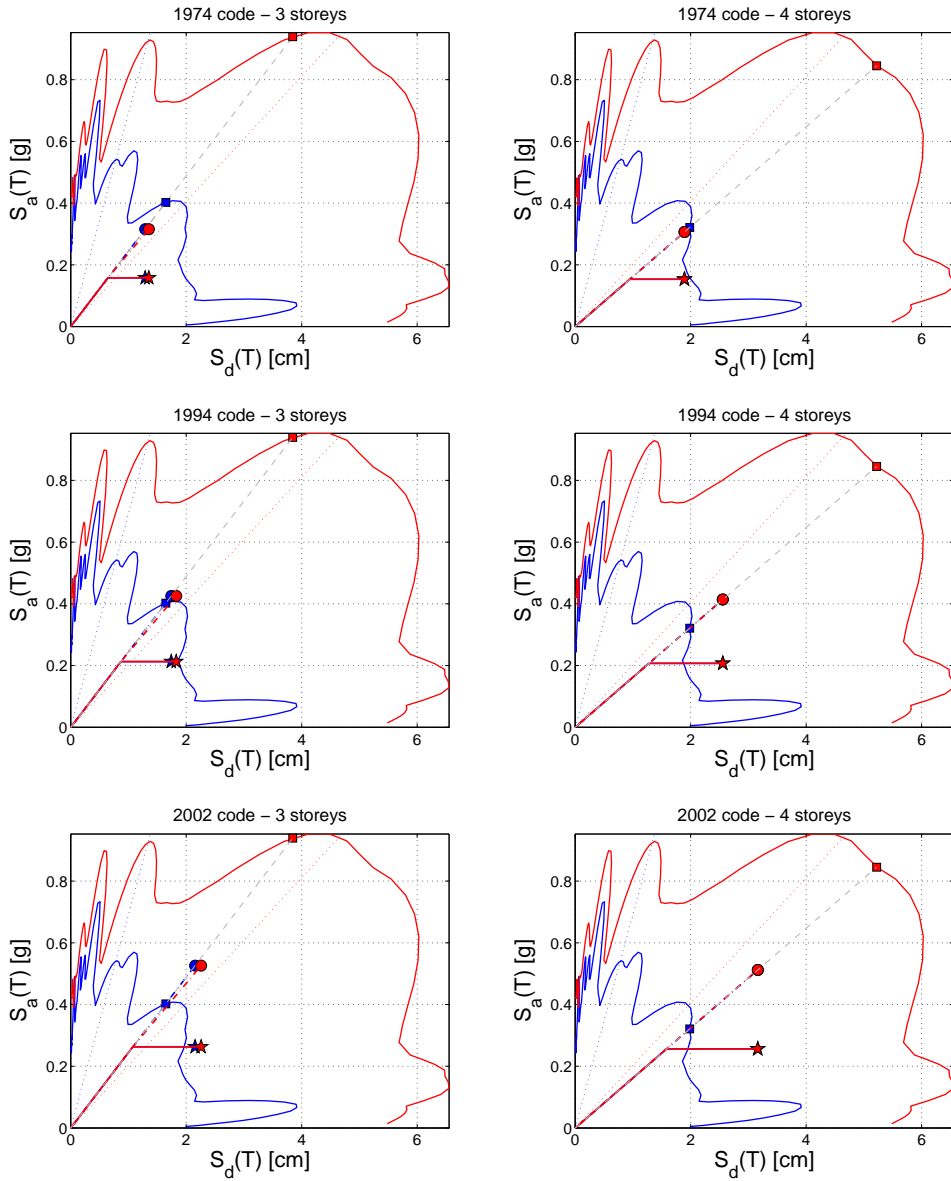 1974 code − 3 storeys
0.8
0.6
0.4
0.2
0
0 2 4 6
S_a(T) [g]
S_d(T) [cm]
1974 code − 4 storeys
0.8
0.6
0.4
0.2
0
0 2 4 6
S_a(T) [g]
S_d(T) [cm]
1994 code − 3 storeys
0.8
0.6
0.4
0.2
0
0 2 4 6
S_a(T) [g]
S_d(T) [cm]
1994 code − 4 storeys
0.8
0.6
0.4
0.2
0
0 2 4 6
S_a(T) [g]
S_d(T) [cm]
2002 code − 3 storeys
0.8
0.6
0.4
0.2
0
0 2 4 6
S_a(T) [g]
S_d(T) [cm]
2002 code − 4 storeys
0.8
0.6
0.4
0.2
0
0 2 4 6
S_a(T) [g]
S_d(T) [cm]